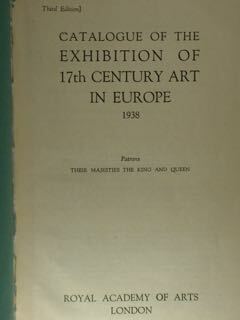 Third Edition]
CATALOGUE OF THE
EXHIBITION OF
17th CENTURY ART
IN EUROPE
1938
Patrons
THEIR MAJESTIES THE KING AND QUEEN
ROYAL ACADEMY OF ARTS
LONDON